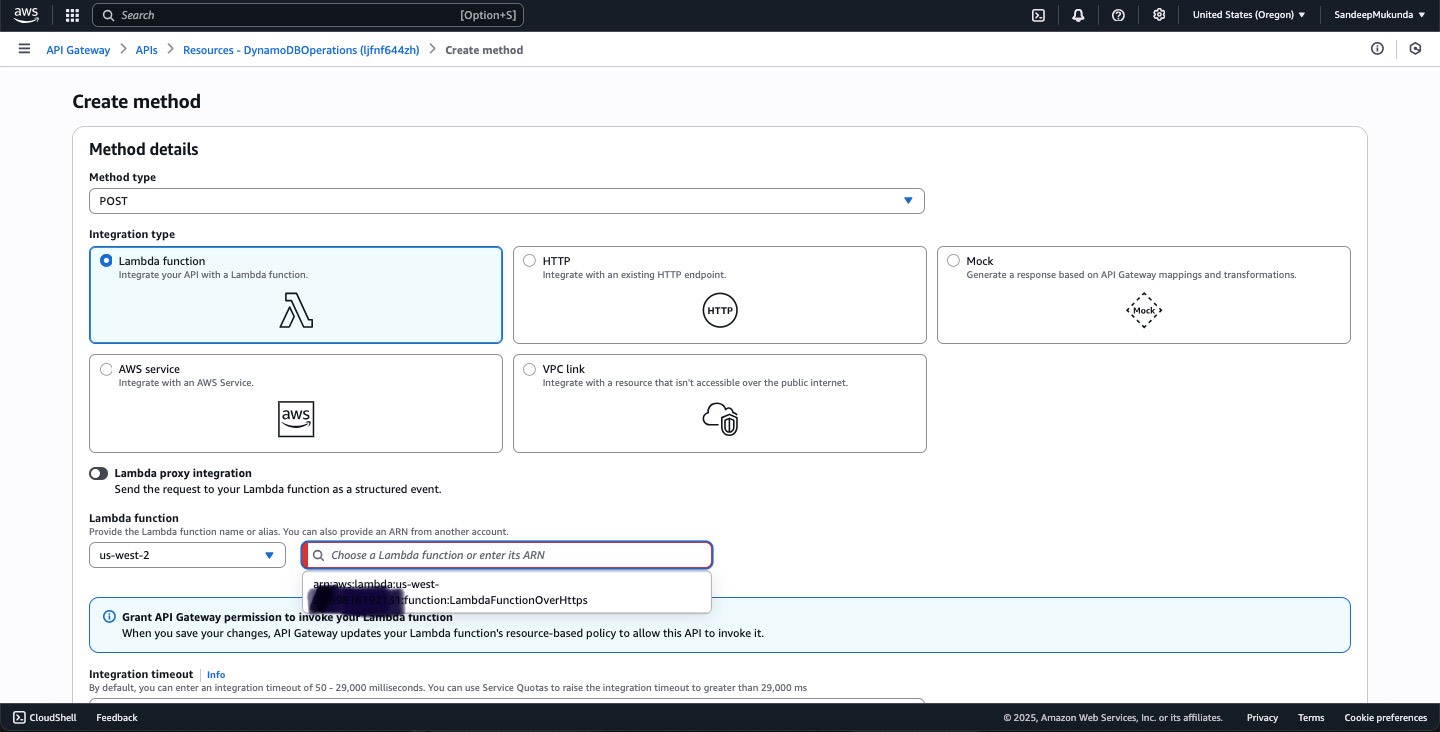 aws
Search [Option+S]
United States (Oregon)
SandeepMukunda
API Gateway
APIs
Resources - DynamoDBOperations (ljfnf644zh)
Create method
Create method
Method details
Method type
POST
Integration type
Lambda function
Integrate your API with a Lambda function.
HTTP
Integrate with an existing HTTP endpoint.
HTTP
Mock
Generate a response based on API Gateway mappings and transformations.
Mock
AWS service
Integrate with an AWS Service.
aws
VPC link
Integrate with a resource that isn't accessible over the public internet.
Lambda proxy integration
Send the request to your Lambda function as a structured event.
Lambda function
Provide the Lambda function name or alias. You can also provide an ARN from another account.
us-west-2
Choose a Lambda function or enter its ARN
arn:aws:lambda:us-west-
:function:LambdaFunctionOverHttps
Grant API Gateway permission to invoke your Lambda function
When you save your changes, API Gateway updates your Lambda function's resource-based policy to allow this API to invoke it.
Integration timeout
Info
By default, you can enter an integration timeout of 50 - 29,000 milliseconds. You can use Service Quotas to raise the integration timeout to greater than 29,000 ms
CloudShell
Feedback
© 2025, Amazon Web Services, Inc. or its affiliates.
Privacy
Terms
Cookie preferences